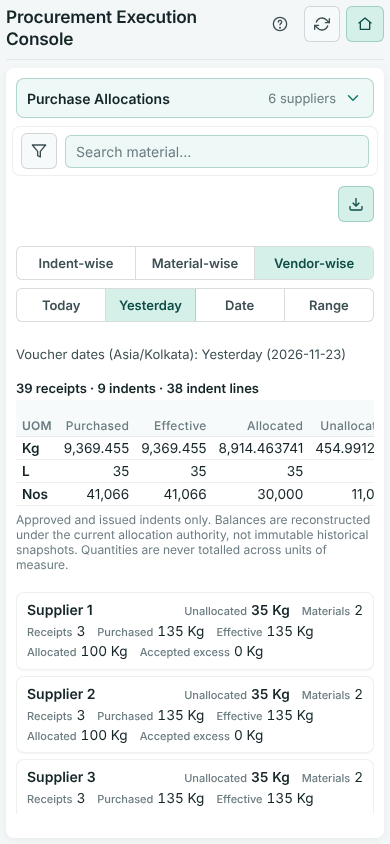 Procurement Execution
Console
Purchase Allocations 6 suppliers
Search material...
Indent-wise Material-wise Vendor-wise
Today Yesterday Date Range
Voucher dates (Asia/Kolkata): Yesterday (2026-11-23)
39 receipts · 9 indents · 38 indent lines
UOM Purchased Effective Allocated Unallocat
Kg 9,369.455 9,369.455 8,914.463741 454.9912
L 35 35 35
Nos 41,066 41,066 30,000 11,0
Approved and issued indents only. Balances are reconstructed
under the current allocation authority, not immutable historical
snapshots. Quantities are never totalled across units of
measure.
Supplier 1 Unallocated 35 Kg Materials 2
Receipts 3 Purchased 135 Kg Effective 135 Kg
Allocated 100 Kg Accepted excess 0 Kg
Supplier 2 Unallocated 35 Kg Materials 2
Receipts 3 Purchased 135 Kg Effective 135 Kg
Allocated 100 Kg Accepted excess 0 Kg
Supplier 3 Unallocated 35 Kg Materials 2
Receipts 3 Purchased 135 Kg Effective 135 Kg